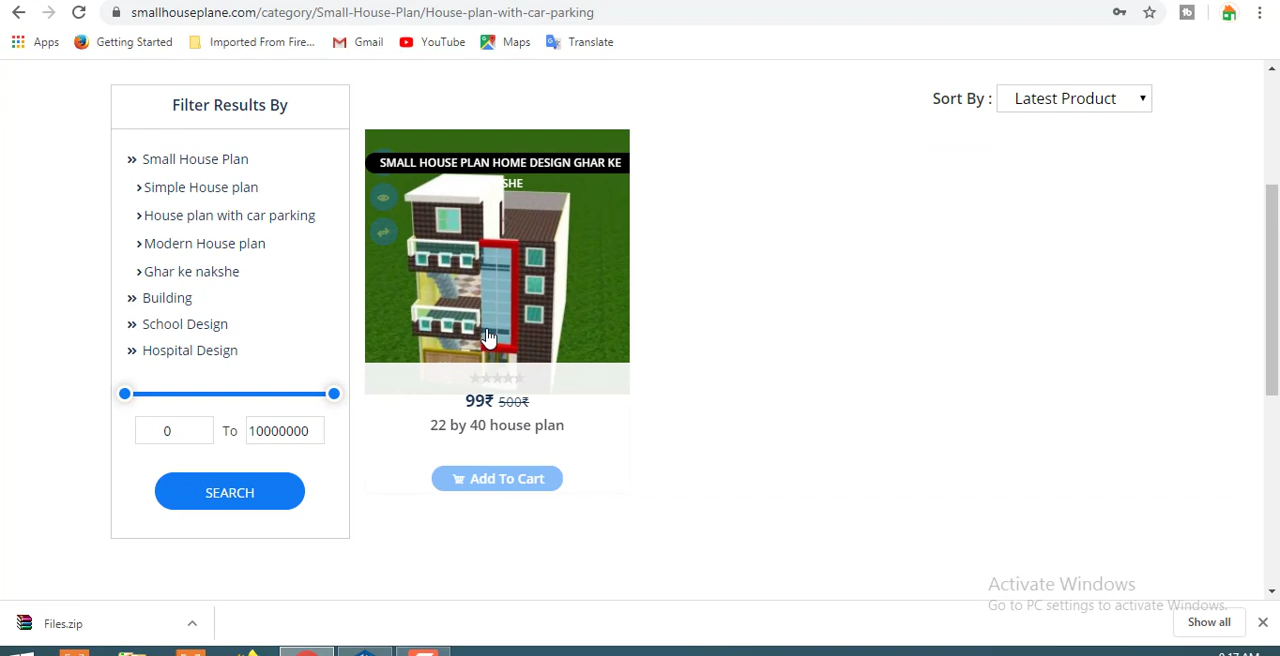 smallhouseplane.com/category/Small-House-Plan/House-plan-with-car-parking
Apps Getting Started Imported From Fire... Gmail YouTube Maps Translate
Filter Results By
» Small House Plan
›Simple House plan
›House plan with car parking
›Modern House plan
›Ghar ke nakshe
» Building
» School Design
» Hospital Design
0 To 10000000
SEARCH
Sort By : Latest Product
SMALL HOUSE PLAN HOME DESIGN GHAR KE
SHE
99₹ 500₹
22 by 40 house plan
Add To Cart
Activate Windows
Go to PC settings to activate Windows.
Files.zip
Show all